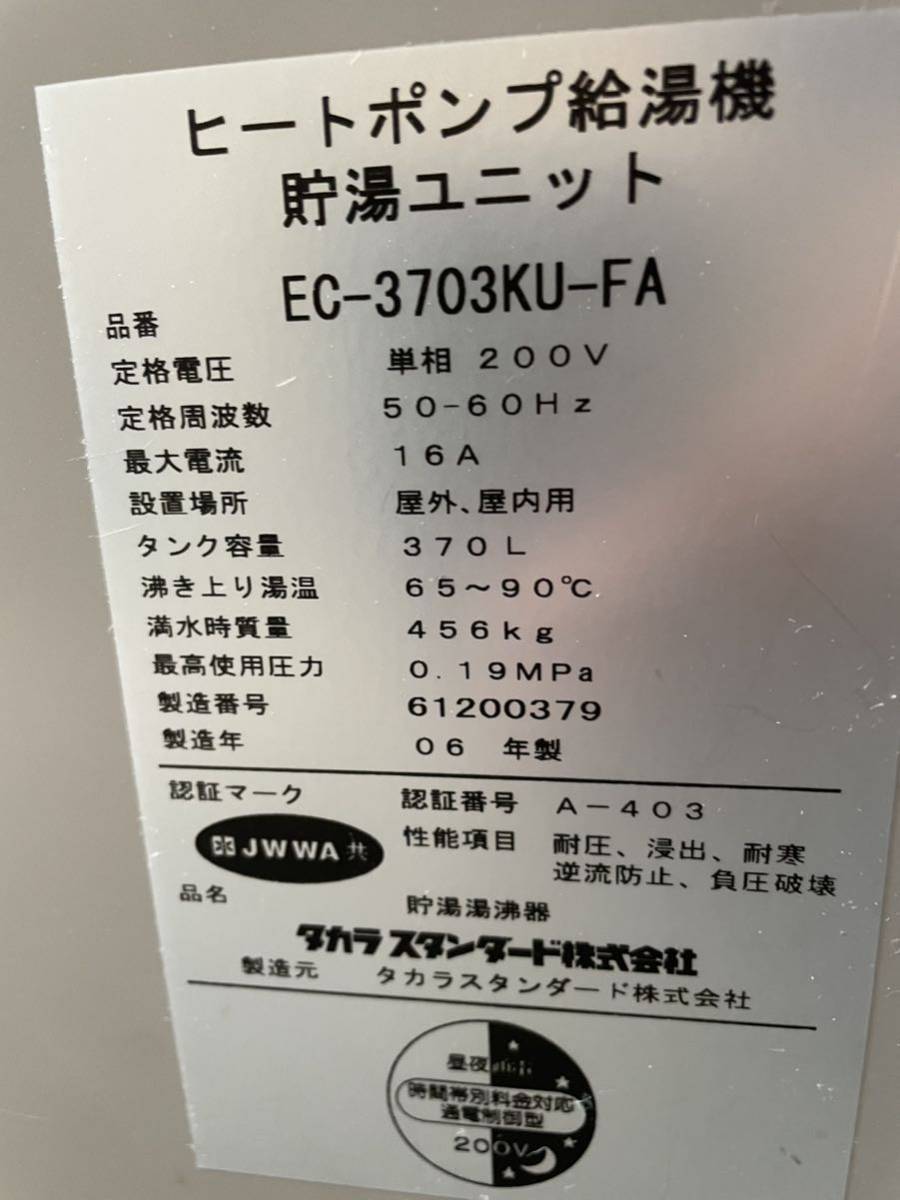 ヒートポンプ給湯機
貯湯ユニット
品番 EC-3703KU-FA
定格電圧 単相 200V
定格周波数 50-60Hz
最大電流 16A
設置場所 屋外、屋内用
タンク容量 370L
沸き上り湯温 65～90℃
満水時質量 456kg
最高使用圧力 0.19MPa
製造番号 61200379
製造年 06 年製
認証マーク 認証番号 A-403
JWWA 共 性能項目 耐圧、浸出、耐寒
逆流防止、負圧破壊
品名 貯湯湯沸器
タカラスタンダード株式会社
製造元 タカラスタンダード株式会社
昼夜
時間帯別料金対応
通電制御型
200V